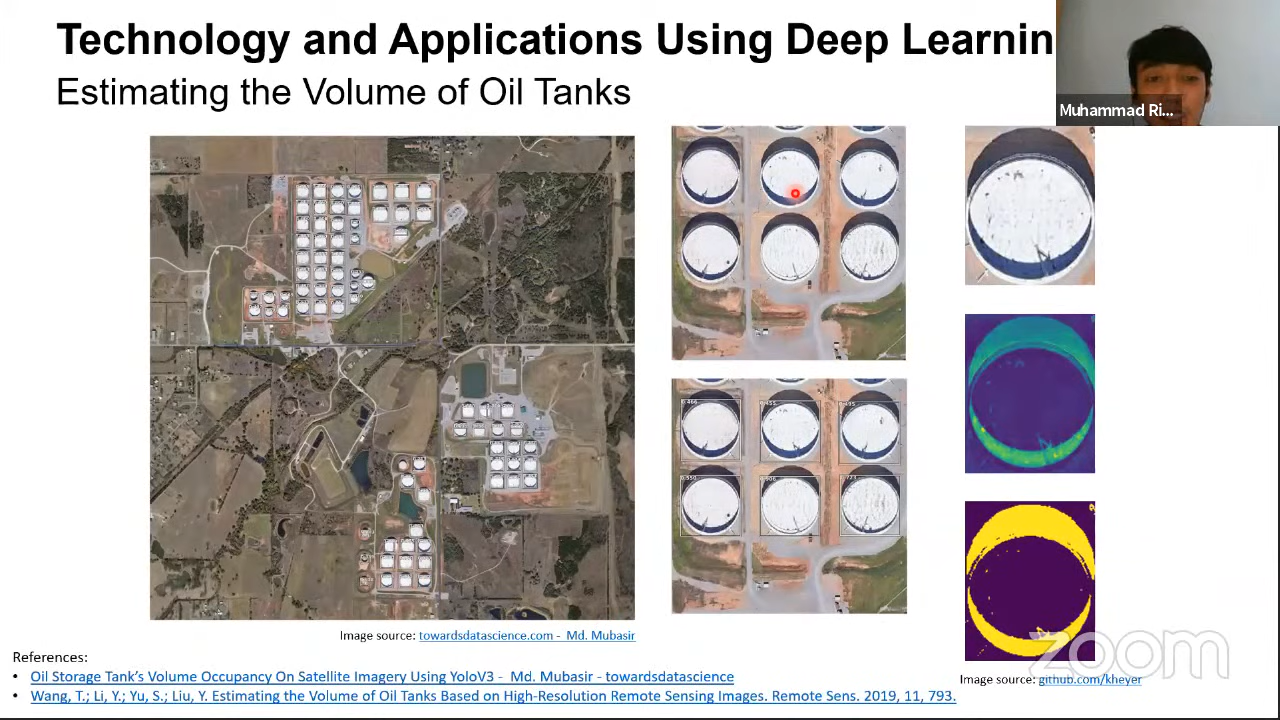 Technology and Applications Using Deep Learnin
Estimating the Volume of Oil Tanks
Muhammad Ri...
0.466
Image source: towardsdatascience.com - Md. Mubasir
zoom
Image source: github.com/kheyer
References:
• Oil Storage Tank's Volume Occupancy On Satellite Imagery Using YoloV3 - Md. Mubasir - towardsdatascience
• Wang, T.; Li, Y.; Yu, S.; Liu, Y. Estimating the Volume of Oil Tanks Based on High-Resolution Remote Sensing Images. Remote Sens. 2019, 11, 793.